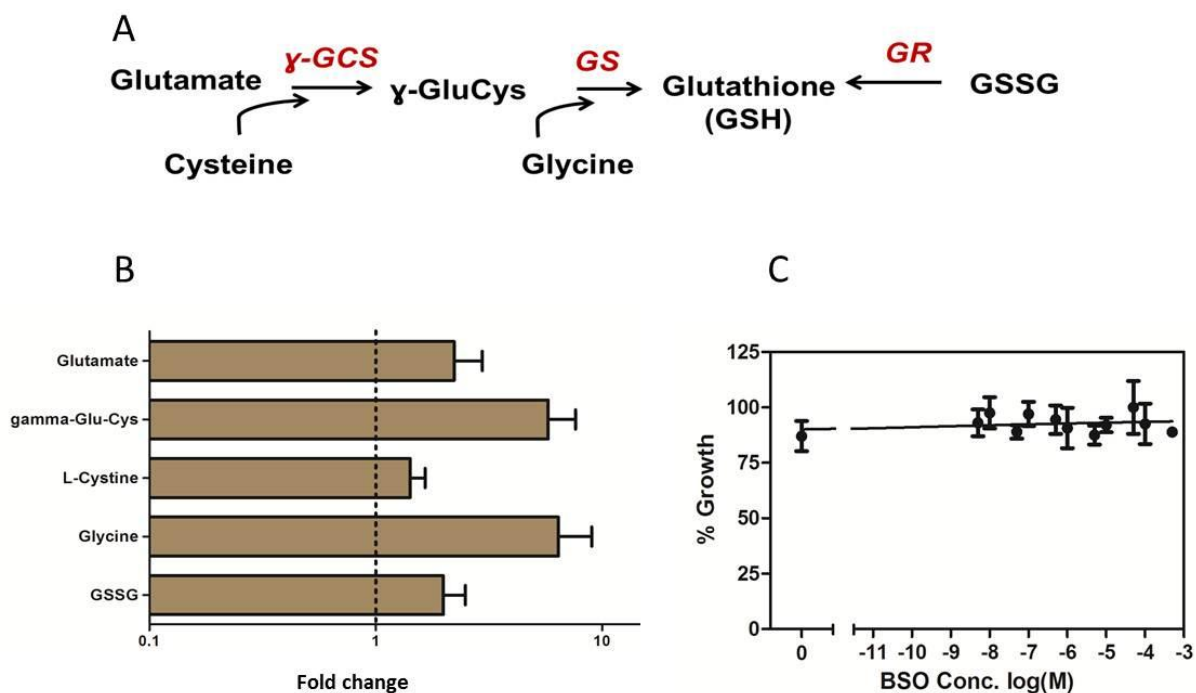 A
Glutamate
ɣ-GCS
ɣ-GluCys
GS
Glutathione
(GSH)
GR
GSSG
Cysteine
Glycine
B
Glutamate
gamma-Glu-Cys
L-Cystine
Glycine
GSSG
0.1
1
10
Fold change
C
125
100
75
50
25
0
% Growth
0
-11
-10
-9
-8
-7
-6
-5
-4
-3
BSO Conc. log(M)